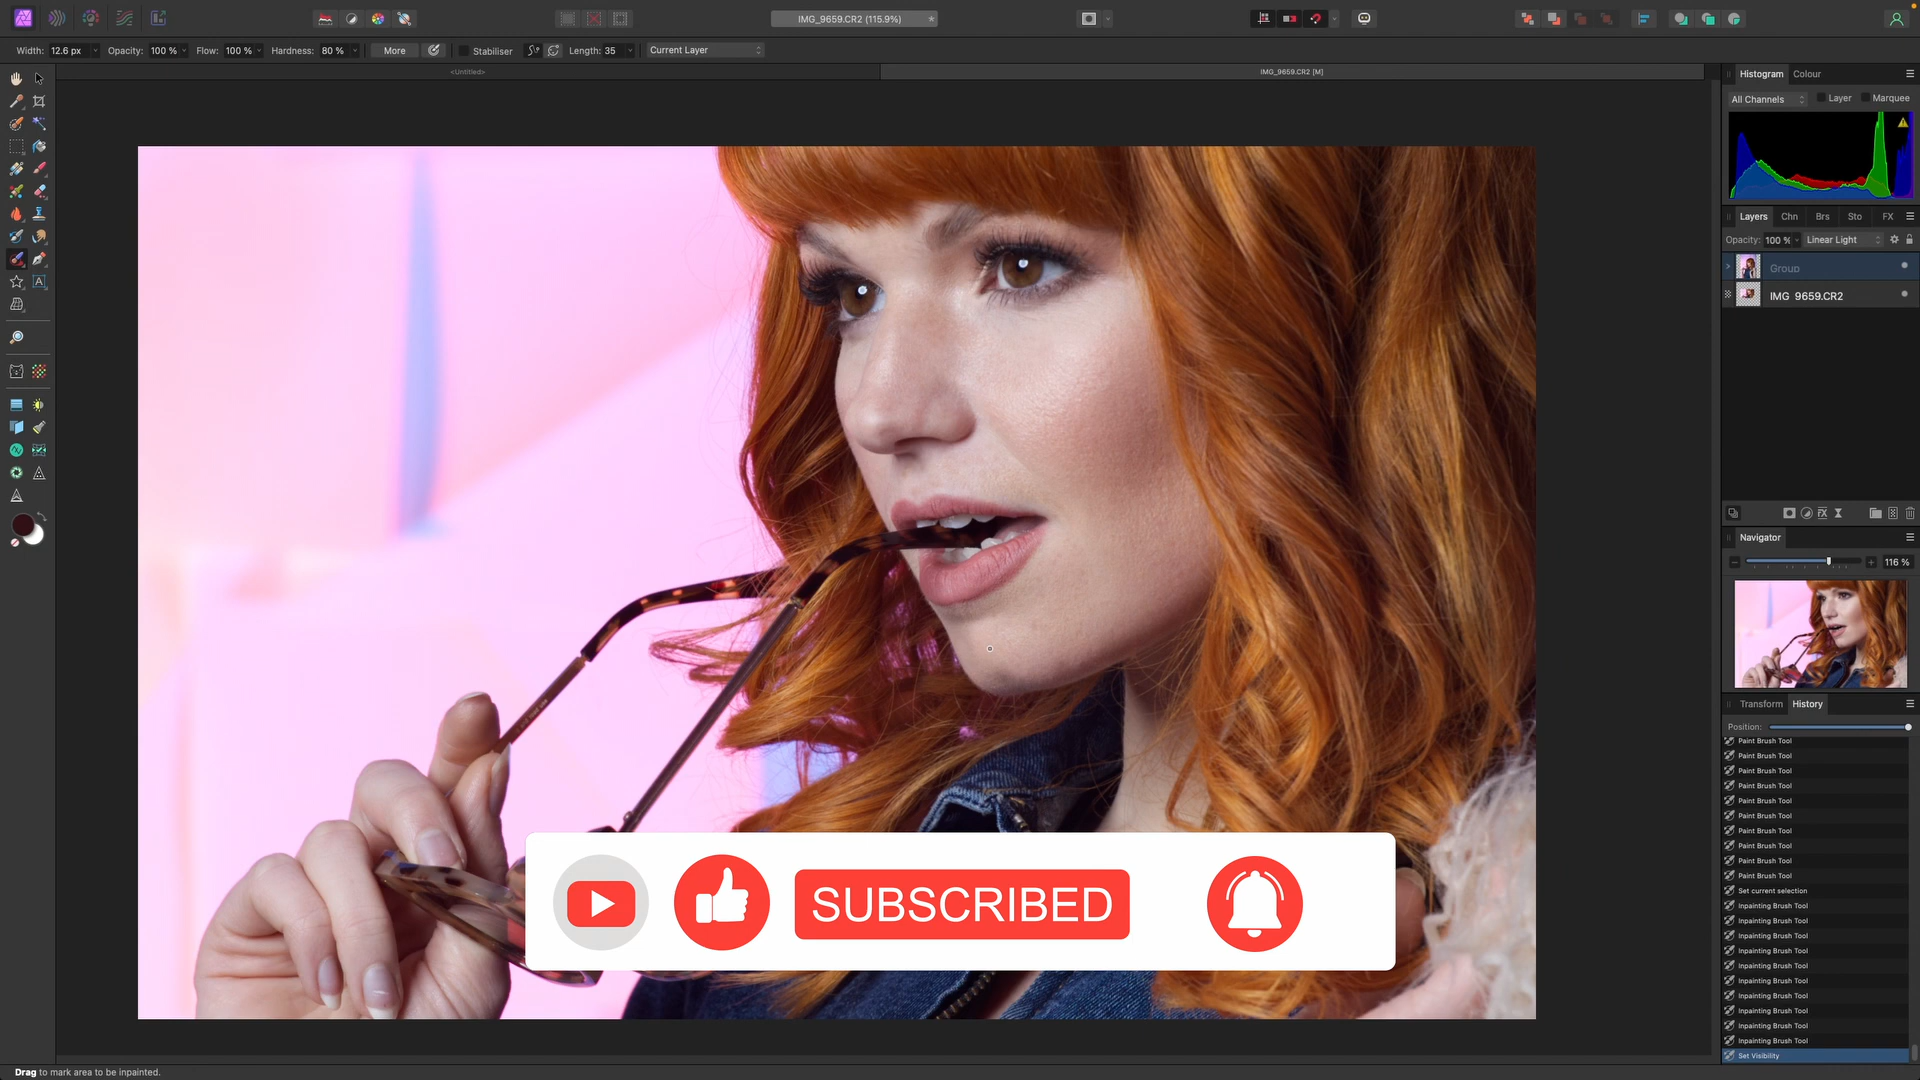 IMG_9659.CR2 (115.9%)
Width: 12.6 px Opacity: 100 % Flow: 100 % Hardness: 80 % More Stabiliser Length: 35 Current Layer
<Untitled> IMG_9659.CR2 [M]
Histogram Colour
All Channels Layer Marquee
Layers Chn Brs Sto FX
Opacity: 100 % Linear Light
Group
IMG 9659.CR2
FX
Navigator
116 %
Transform History
Position:
Paint Brush Tool
Paint Brush Tool
Paint Brush Tool
Paint Brush Tool
Paint Brush Tool
Paint Brush Tool
Paint Brush Tool
Paint Brush Tool
Paint Brush Tool
Paint Brush Tool
Set current selection
Inpainting Brush Tool
Inpainting Brush Tool
Inpainting Brush Tool
Inpainting Brush Tool
Inpainting Brush Tool
Inpainting Brush Tool
Inpainting Brush Tool
Inpainting Brush Tool
Inpainting Brush Tool
Inpainting Brush Tool
Set Visibility
SUBSCRIBED
Drag to mark area to be inpainted.